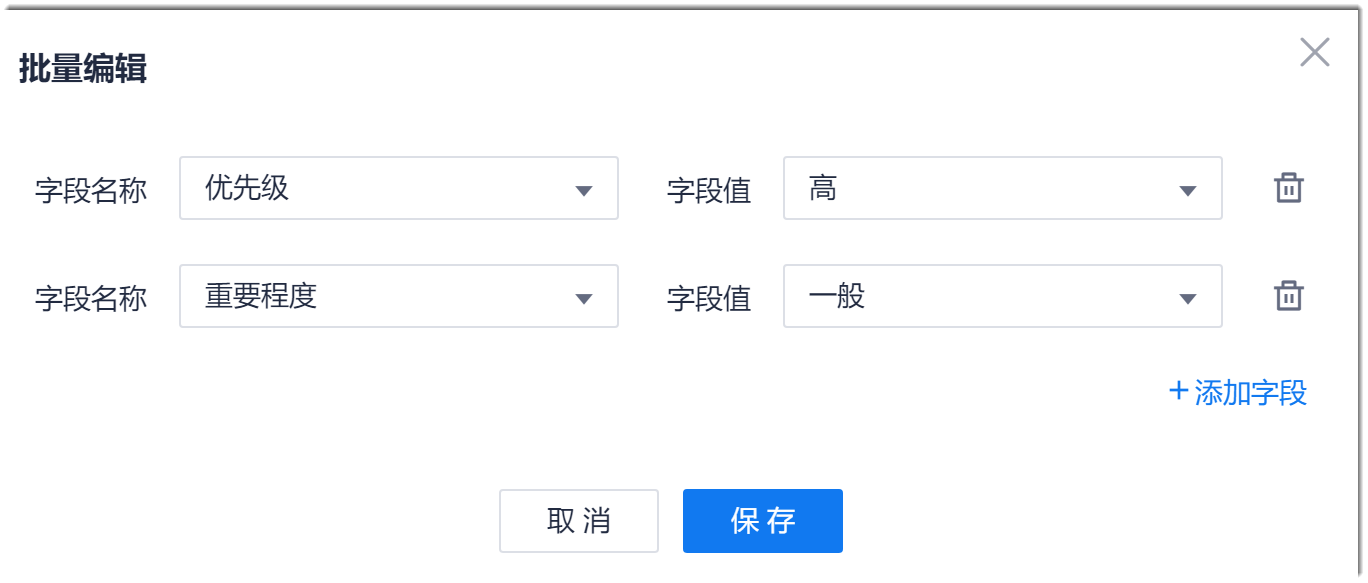 批量编辑
字段名称 优先级 字段值 高
字段名称 重要程度 字段值 一般
+ 添加字段
取消 保存